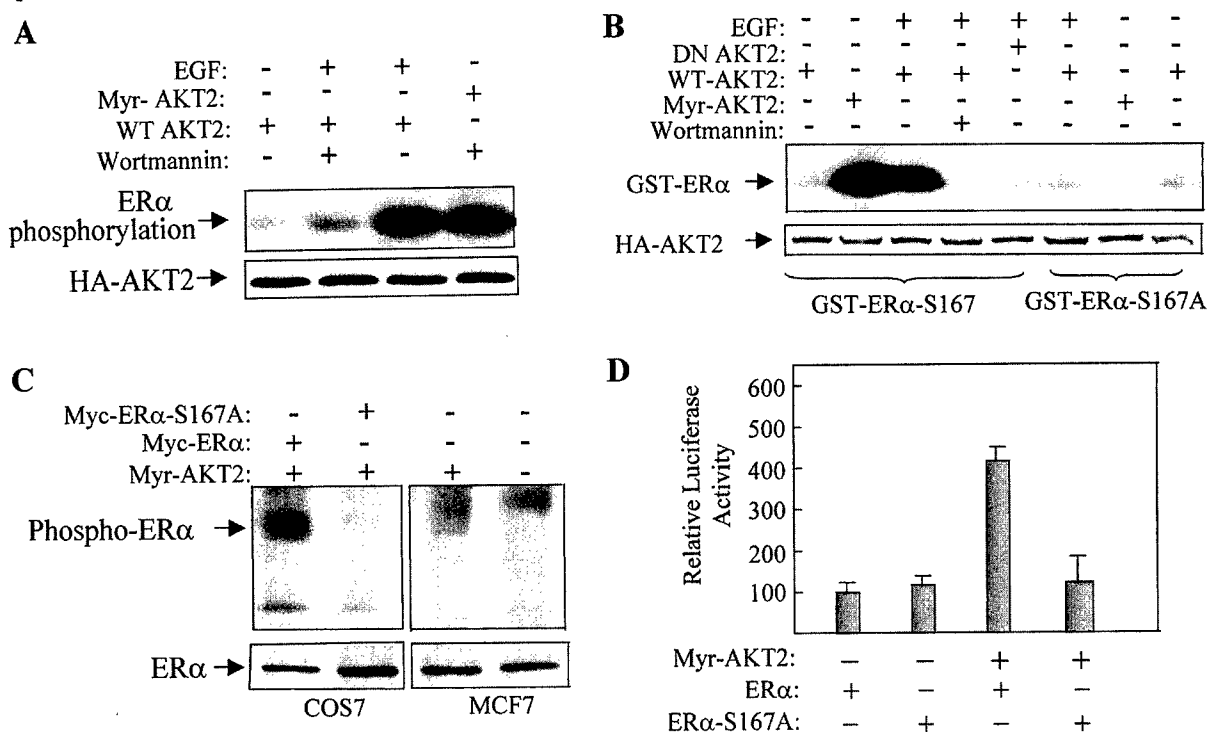 A
EGF: - + + -
Myr- AKT2: - - - +
WT AKT2: + + + -
Wortmannin: - + - +
ERα phosphorylation
HA-AKT2
B
EGF: - - + + + + - -
DN AKT2: - - - - + - - -
WT-AKT2: + - + + - + - +
Myr-AKT2: - + - - - - + -
Wortmannin: - - - + - - - -
GST-ERα
HA-AKT2
GST-ERα-S167 GST-ERα-S167A
C
Myc-ERα-S167A: - + - -
Myc-ERα: + - - -
Myr-AKT2: + + + -
Phospho-ERα
ERα
COS7 MCF7
D
Relative Luciferase Activity
600
500
400
300
200
100
Myr-AKT2: – – + +
ERα: + – + –
ERα-S167A: – + – +